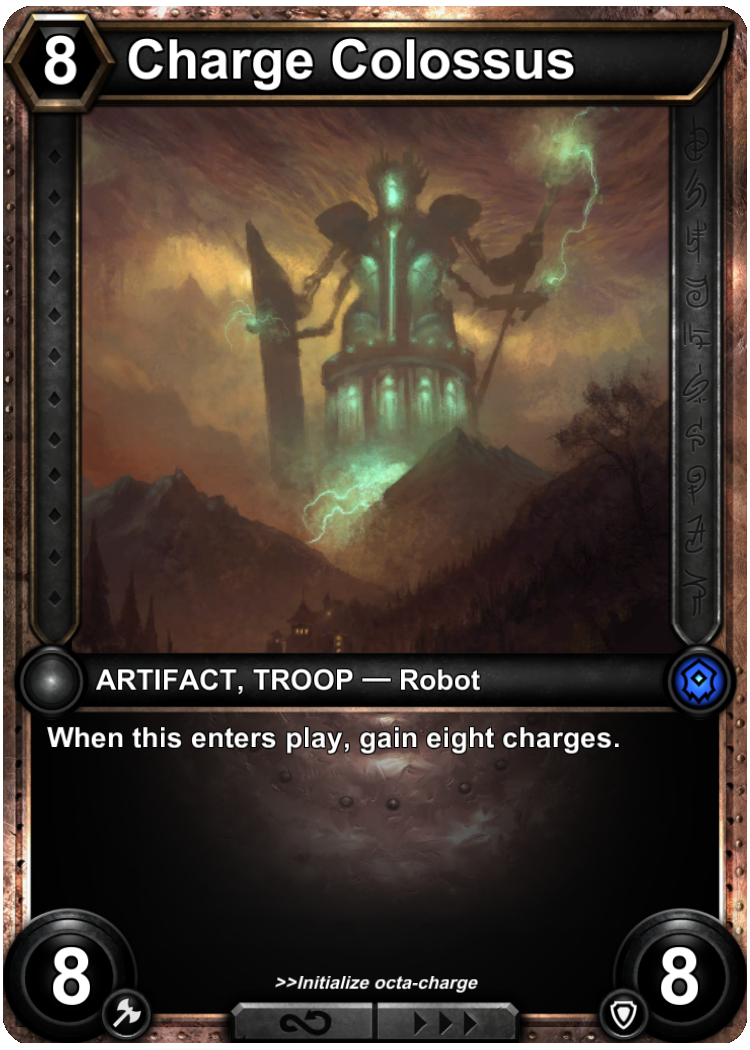 8 Charge Colossus
ARTIFACT, TROOP — Robot
When this enters play, gain eight charges.
8
8
>>Initialize octa-charge